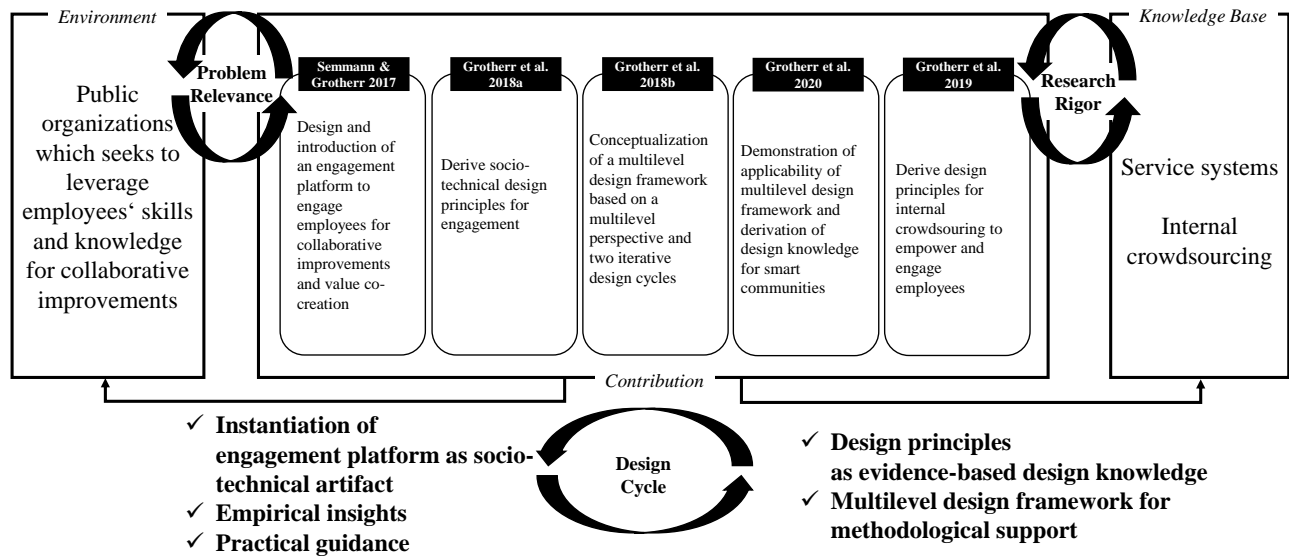 Environment
Public
organizations
which seeks to
leverage
employees‘ skills
and knowledge
for collaborative
improvements
Problem
Relevance
Semmann &
Grotherr 2017
Design and
introduction of
an engagement
platform to
engage
employees for
collaborative
improvements
and value co-
creation
Grotherr et al.
2018a
Derive socio-
technical design
principles for
engagement
Grotherr et al.
2018b
Conceptualization
of a multilevel
design framework
based on a
multilevel
perspective and
two iterative
design cycles
Grotherr et al.
2020
Demonstration of
applicability of
multilevel design
framework and
derivation of
design knowledge
for smart
communities
Grotherr et al.
2019
Derive design
principles for
internal
crowdsouring to
empower and
engage
employees
Research
Rigor
Knowledge Base
Service systems
Internal
crowdsourcing
Contribution
✓ Instantiation of
engagement platform as socio-
technical artifact
✓ Empirical insights
✓ Practical guidance
Design
Cycle
✓ Design principles
as evidence-based design knowledge
✓ Multilevel design framework for
methodological support